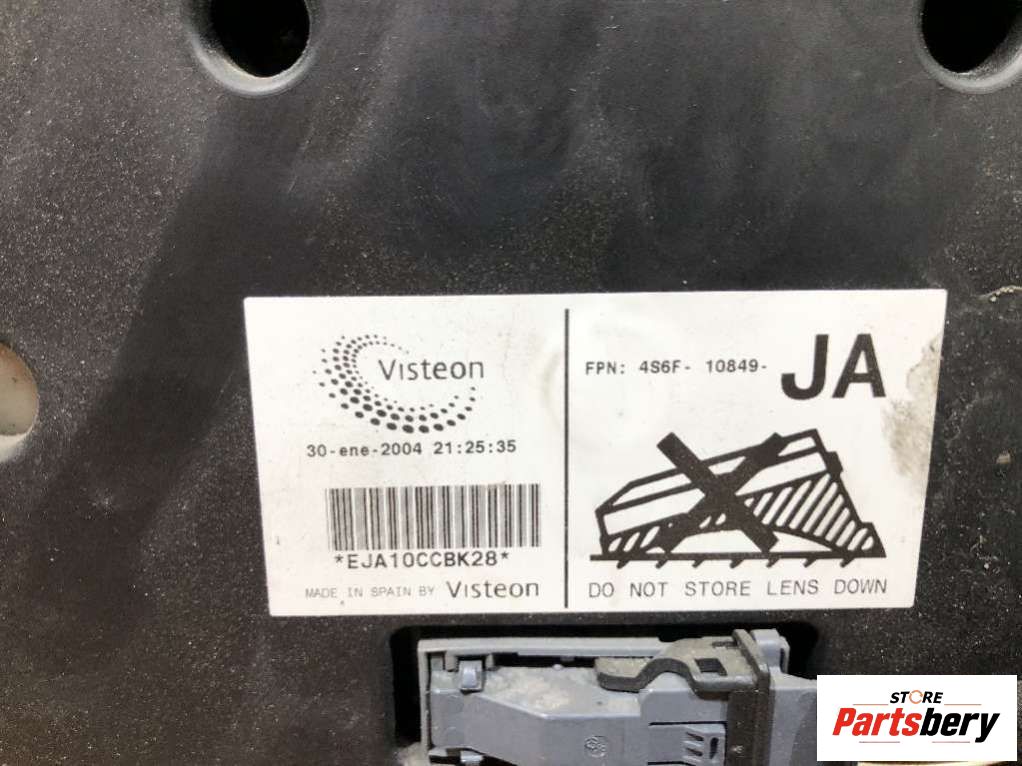 Visteon
30-ene-2004 21:25:35
*EJA10CCBK28*
MADE IN SPAIN BY Visteon
FPN: 4S6F- 10849- JA
DO NOT STORE LENS DOWN
STORE
Partsbery